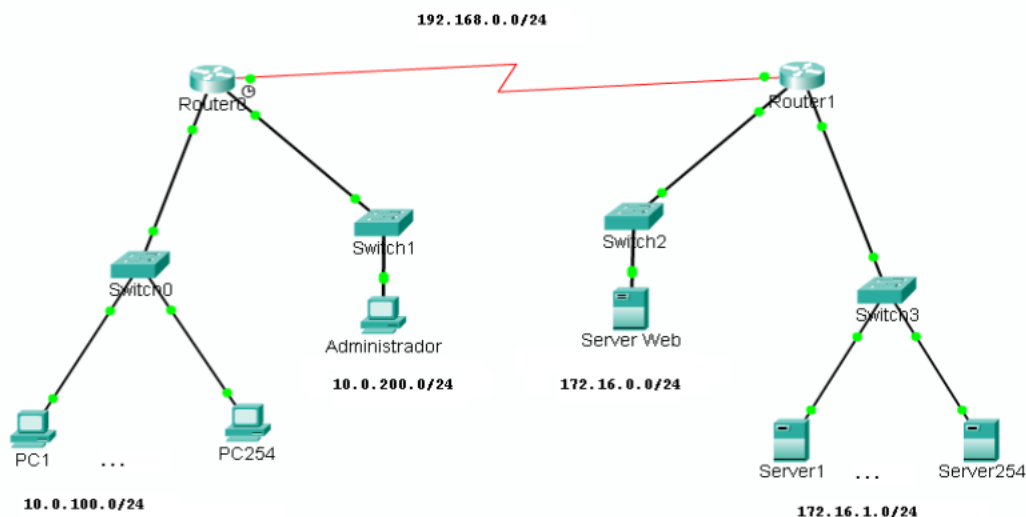 192.168.0.0/24
Router0
Router1
Switch1
Switch2
Switch0
Switch3
Administrador
Server Web
10.0.200.0/24
172.16.0.0/24
PC1
...
PC254
Server1
...
Server254
10.0.100.0/24
172.16.1.0/24